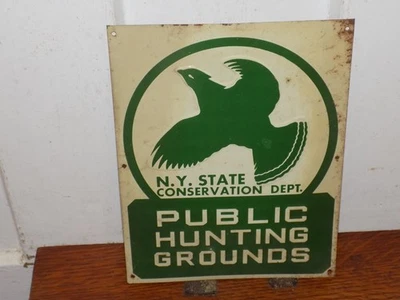 N.Y. STATE
CONSERVATION DEPT.
PUBLIC
HUNTING
GROUNDS